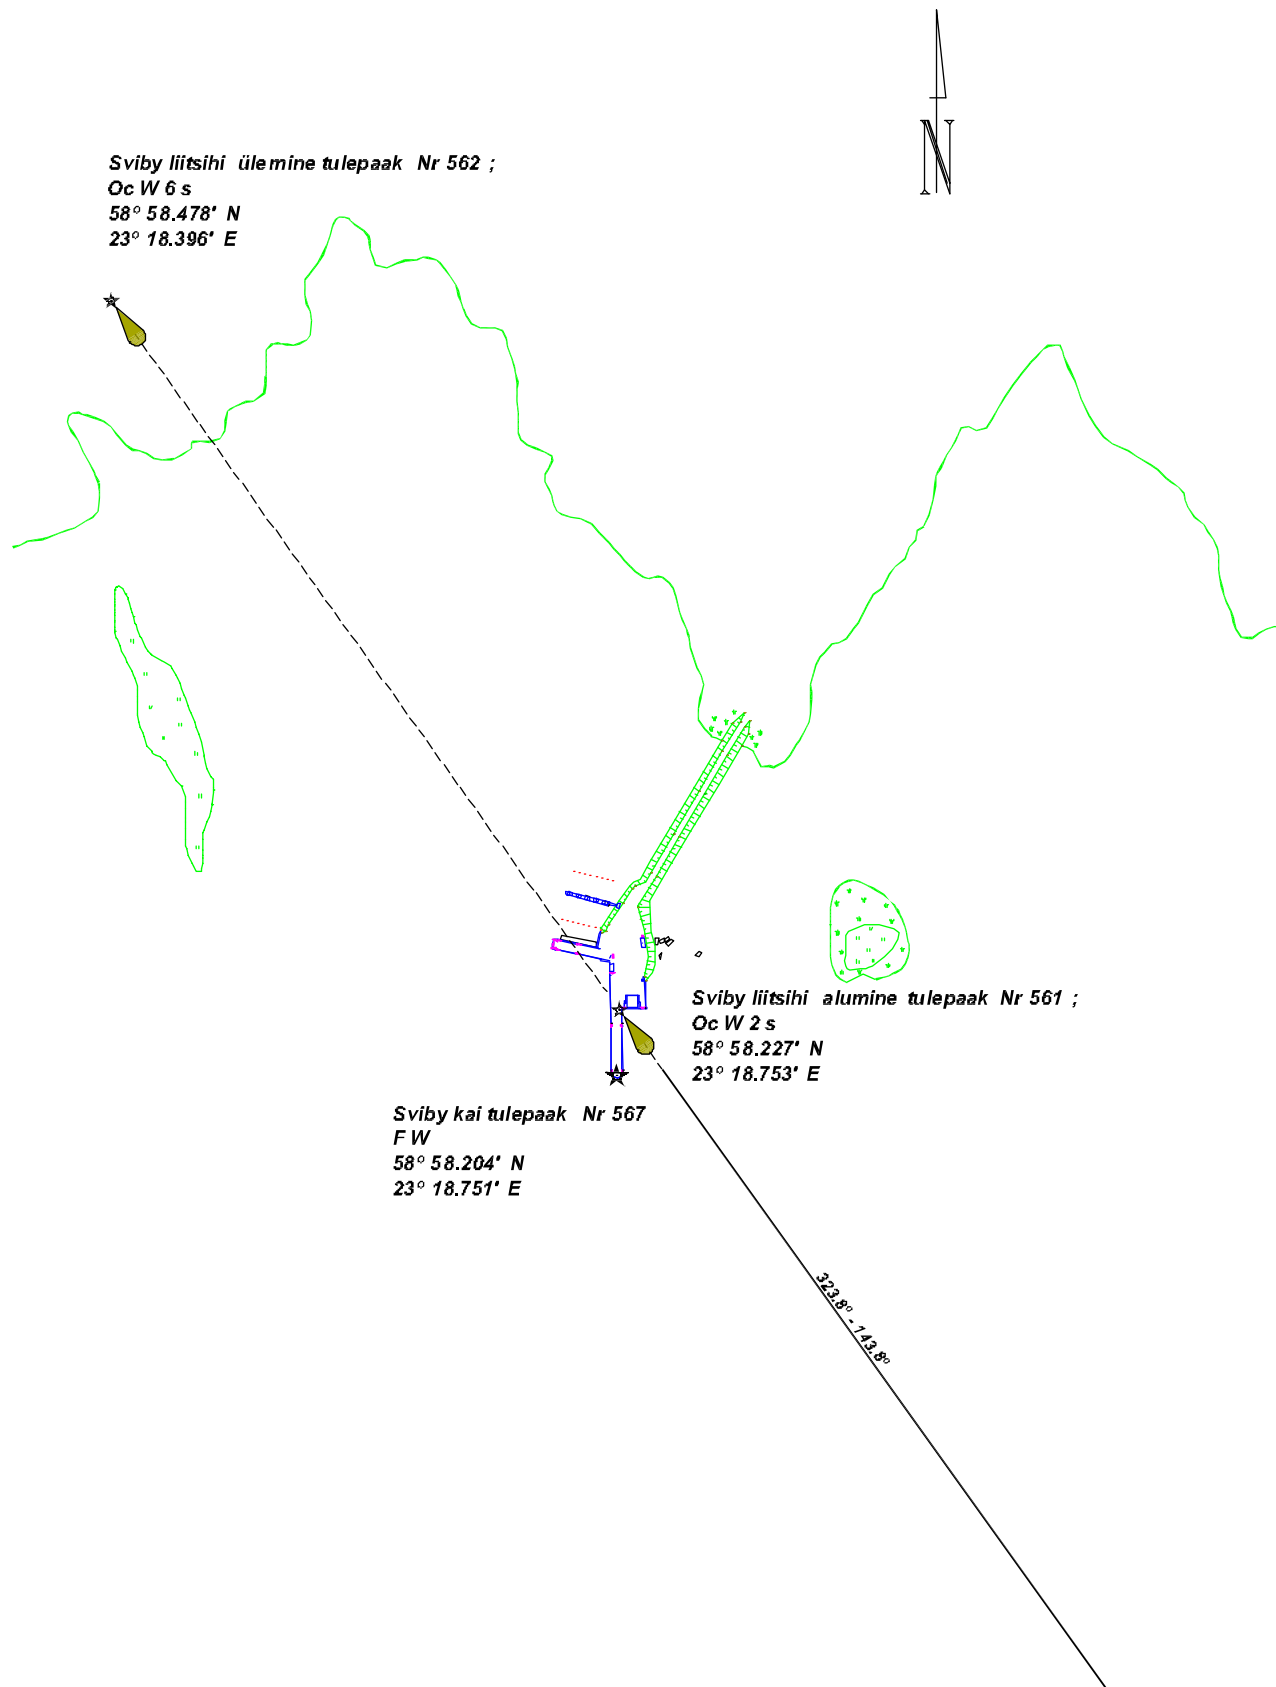 N
Sviby liitsihi ülemine tulepaak Nr 562 ;
Oc W 6 s
58° 58.478' N
23° 18.396' E
Sviby liitsihi alumine tulepaak Nr 561 ;
Oc W 2 s
58° 58.227' N
23° 18.753' E
Sviby kai tulepaak Nr 567
F W
58° 58.204' N
23° 18.751' E
323.8° - 143.8°